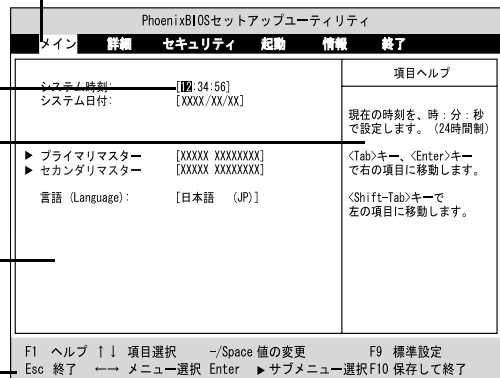 PhoenixBIOSセットアップユーティリティ
メイン 詳細 セキュリティ 起動 情報 終了
項目ヘルプ
システム時刻: [12:34:56]
システム日付: [XXXX/XX/XX]
▶ プライマリマスター [XXXXX XXXXXXXX]
▶ セカンダリマスター [XXXXX XXXXXXXX]
言語 (Language): [日本語 (JP)]
現在の時刻を、時:分:秒
で設定します。(24時間制)
<Tab>キー、<Enter>キー
で右の項目に移動します。
<Shift-Tab>キーで
左の項目に移動します。
F1 ヘルプ ↑↓ 項目選択 -/Space 値の変更 F9 標準設定
Esc 終了 ←→ メニュー選択 Enter ▶サブメニュー選択 F10 保存して終了